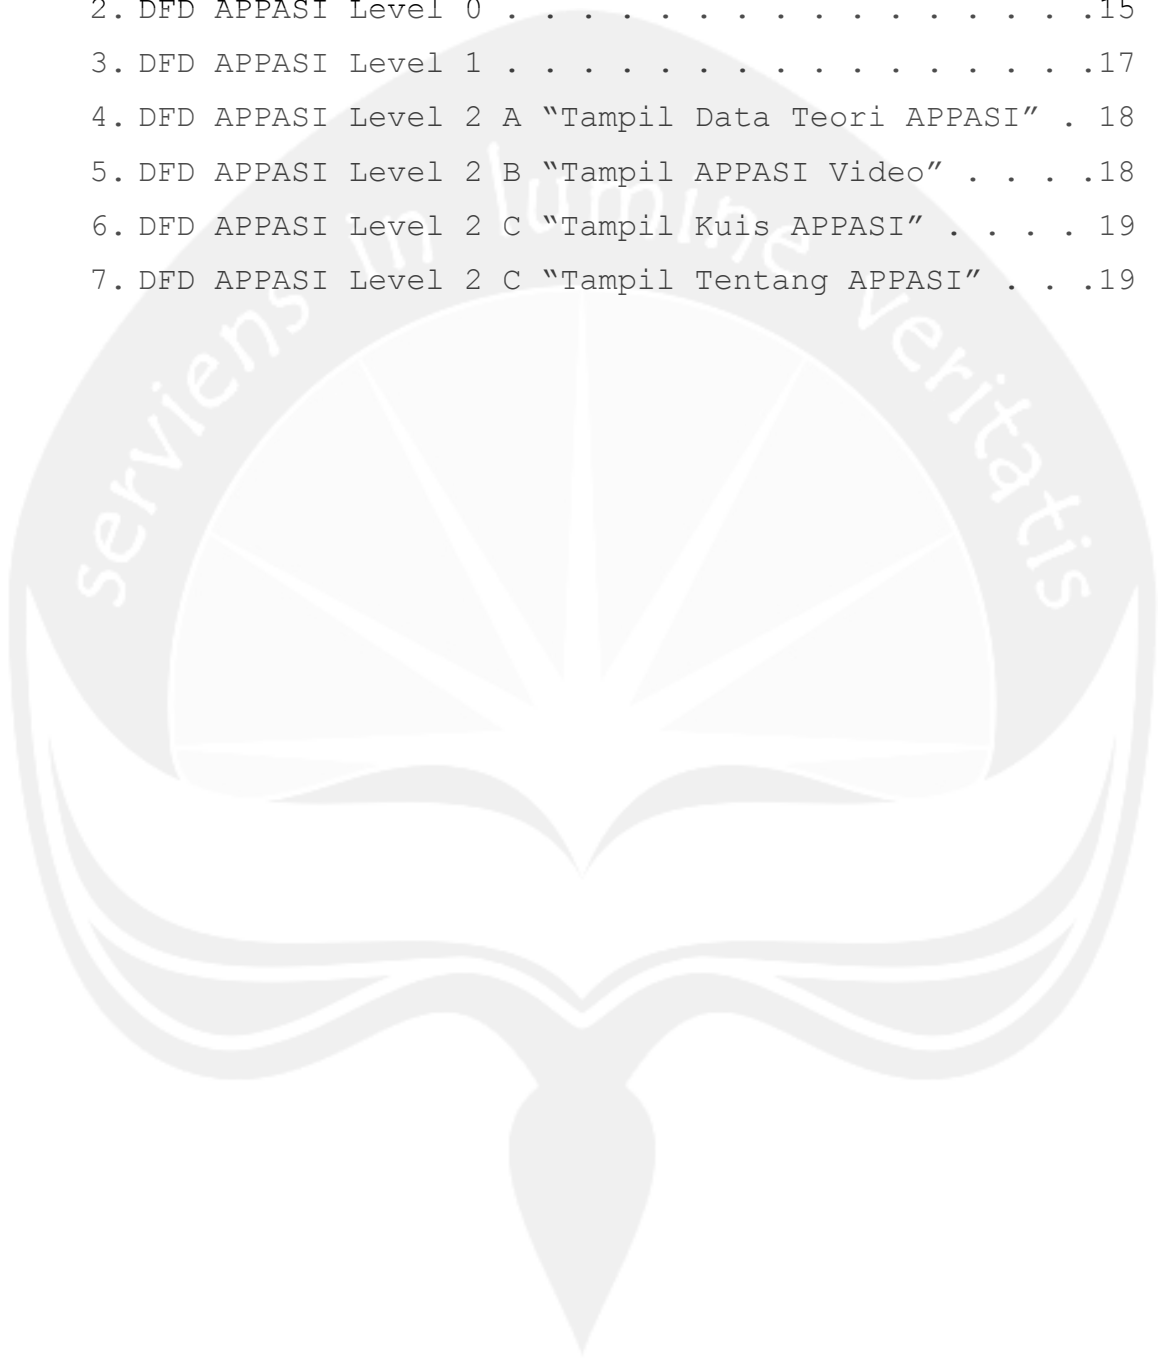 2. DFD APPASI Level 0 . . . . . . . . . . . . . . . .15
3. DFD APPASI Level 1 . . . . . . . . . . . . . . . .17
4. DFD APPASI Level 2 A “Tampil Data Teori APPASI” . 18
5. DFD APPASI Level 2 B “Tampil APPASI Video” . . . .18
6. DFD APPASI Level 2 C “Tampil Kuis APPASI” . . . . 19
7. DFD APPASI Level 2 C “Tampil Tentang APPASI” . . .19
serviens in lumine veritatis